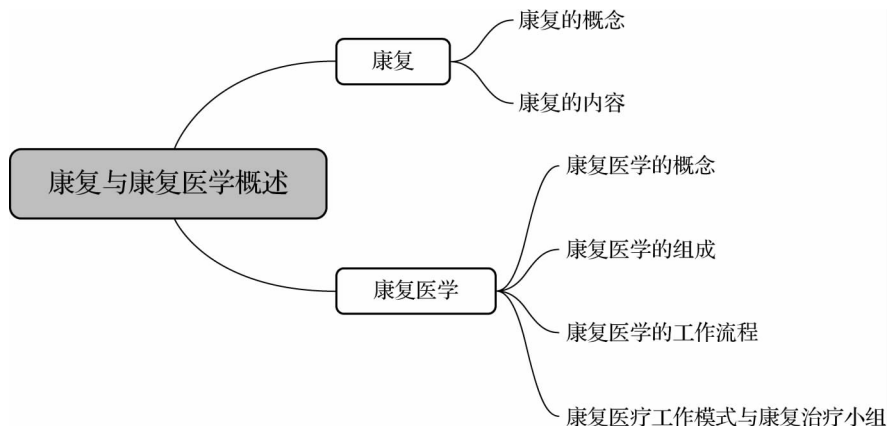 康复与康复医学概述
康复
康复的概念
康复的内容
康复医学
康复医学的概念
康复医学的组成
康复医学的工作流程
康复医疗工作模式与康复治疗小组